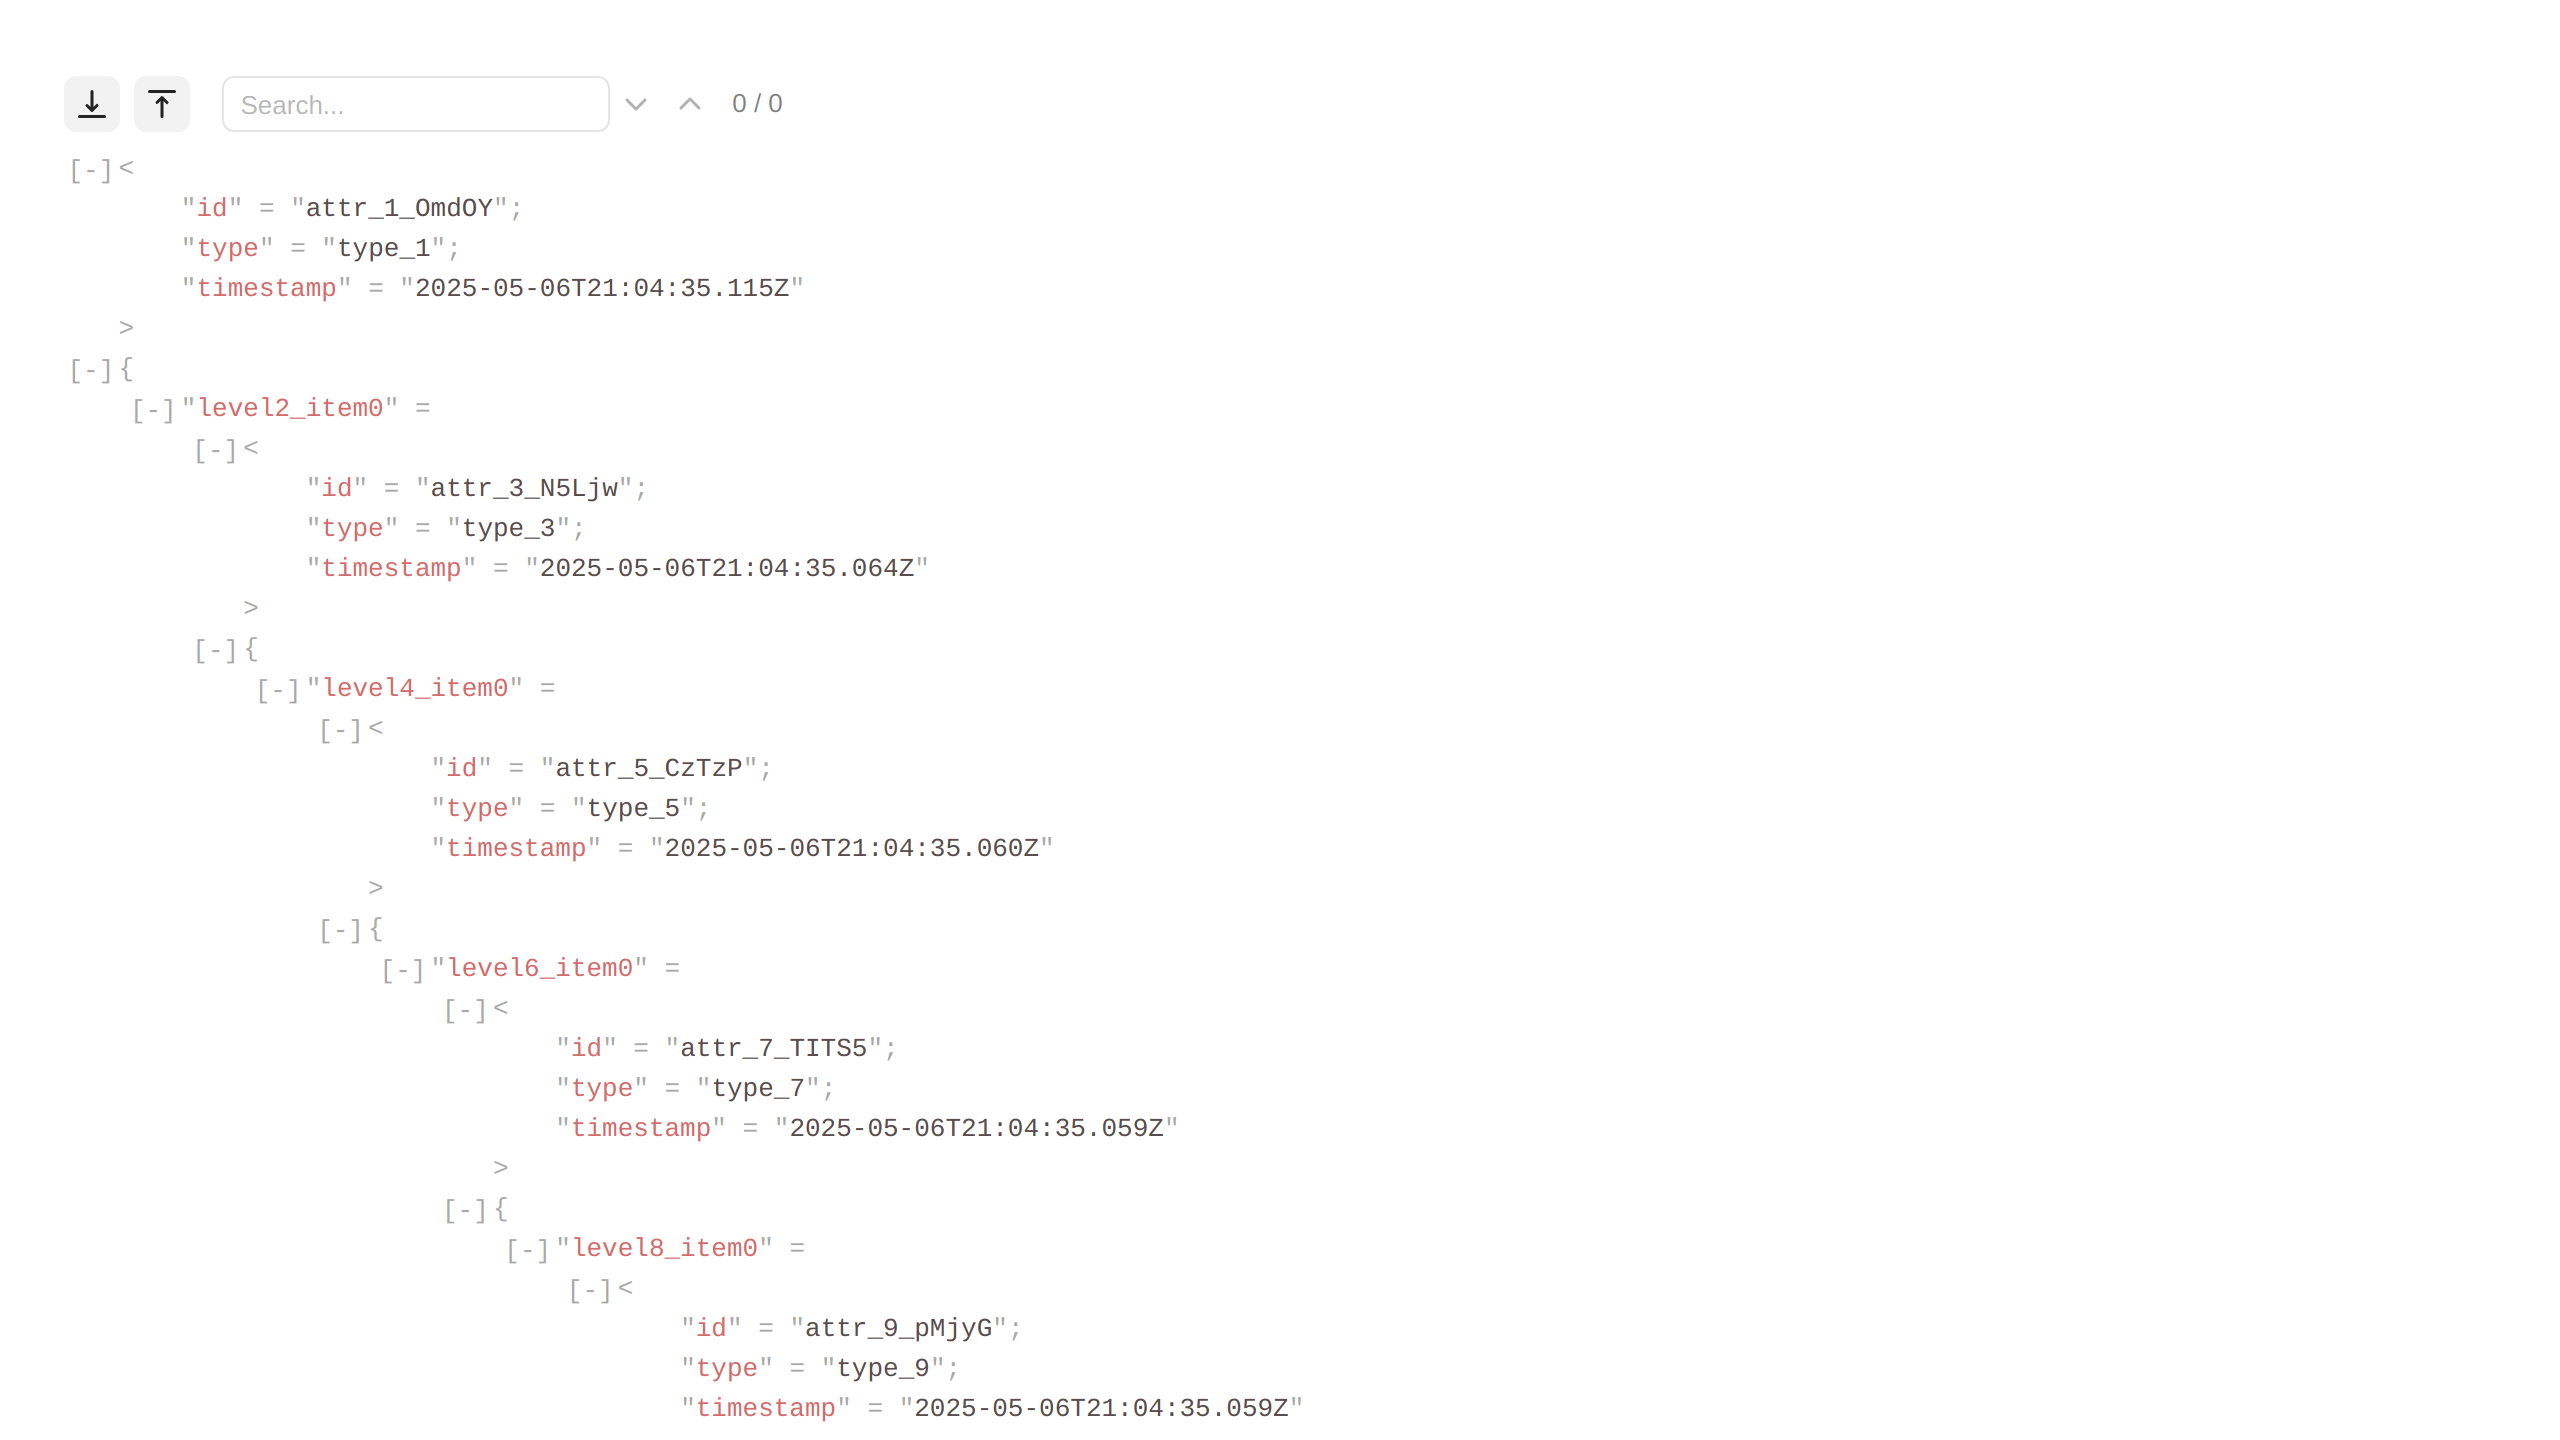 Search... 0 / 0
[-]<
"id" = "attr_1_OmdOY";
"type" = "type_1";
"timestamp" = "2025-05-06T21:04:35.115Z"
>
[-]{
[-]"level2_item0" =
[-]<
"id" = "attr_3_N5Ljw";
"type" = "type_3";
"timestamp" = "2025-05-06T21:04:35.064Z"
>
[-]{
[-]"level4_item0" =
[-]<
"id" = "attr_5_CzTzP";
"type" = "type_5";
"timestamp" = "2025-05-06T21:04:35.060Z"
>
[-]{
[-]"level6_item0" =
[-]<
"id" = "attr_7_TITS5";
"type" = "type_7";
"timestamp" = "2025-05-06T21:04:35.059Z"
>
[-]{
[-]"level8_item0" =
[-]<
"id" = "attr_9_pMjyG";
"type" = "type_9";
"timestamp" = "2025-05-06T21:04:35.059Z"